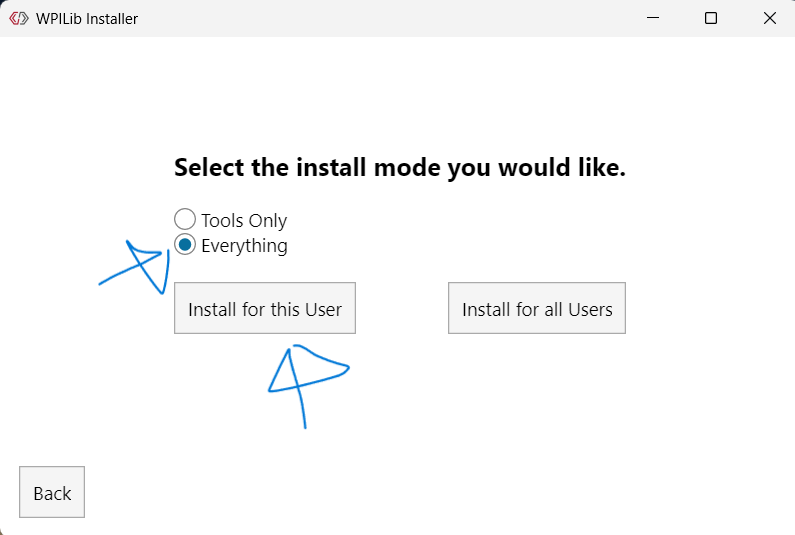 WPILib Installer
Select the install mode you would like.
Tools Only
Everything
Install for this User
Install for all Users
Back